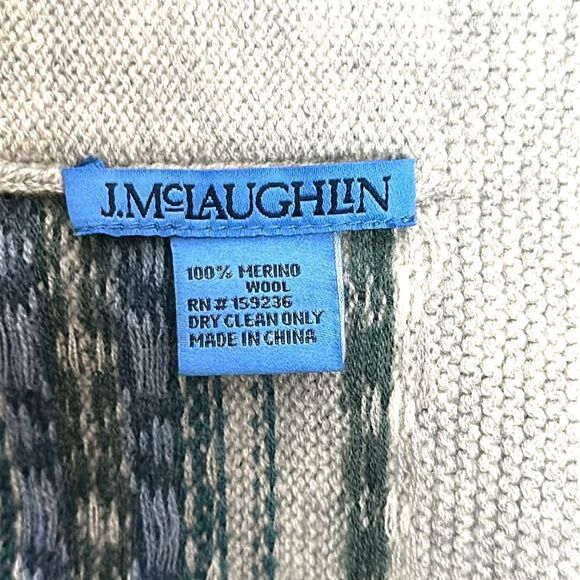 J.McLAUGHLIN
100% MERINO
WOOL
RN# 159236
DRY CLEAN ONLY
MADE IN CHINA